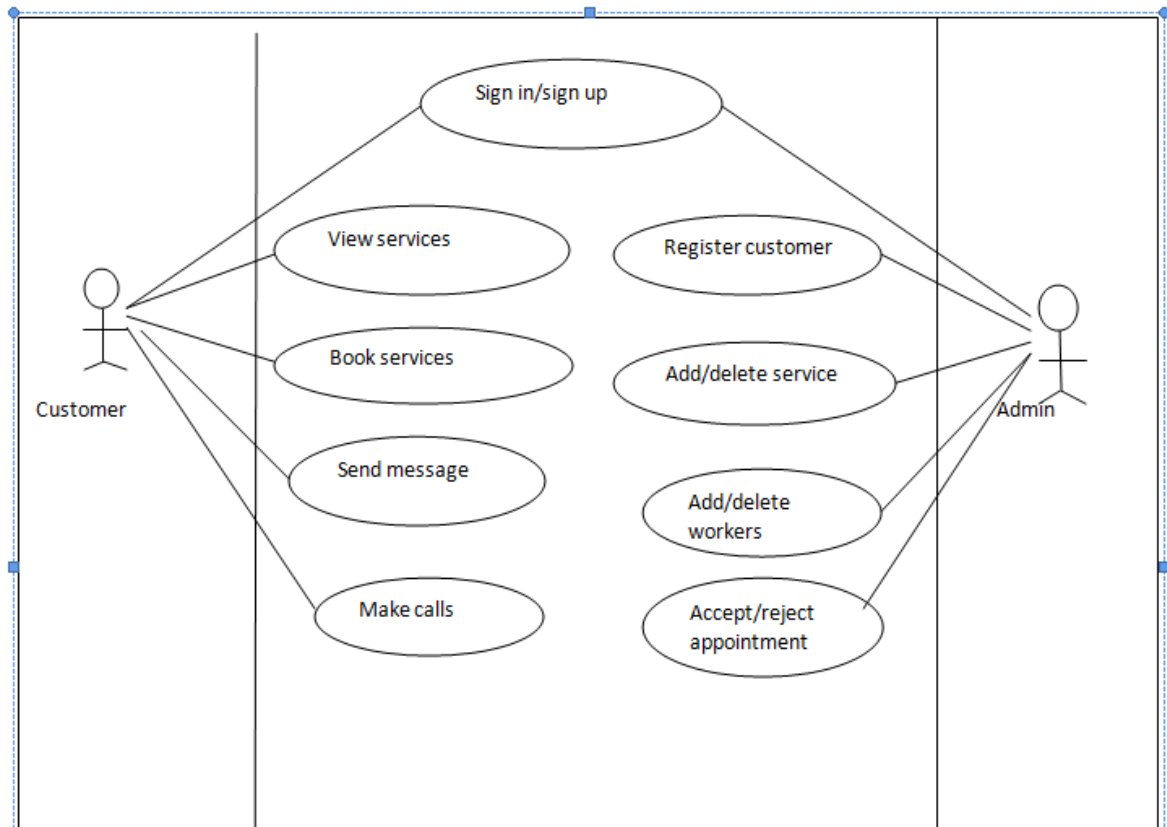 Sign in/sign up
View services
Register customer
Book services
Add/delete service
Customer
Admin
Send message
Add/delete
workers
Make calls
Accept/reject
appointment